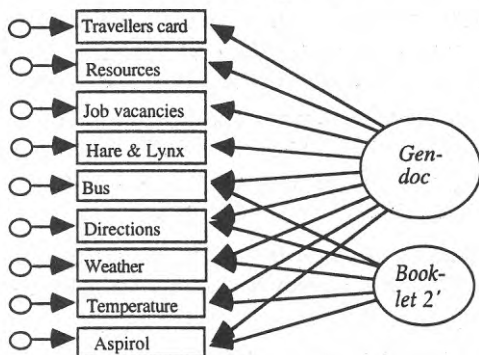 Travellers card
Resources
Job vacancies
Hare & Lynx
Bus
Directions
Weather
Temperature
Aspirol
Gen-
doc
Book-
let 2'